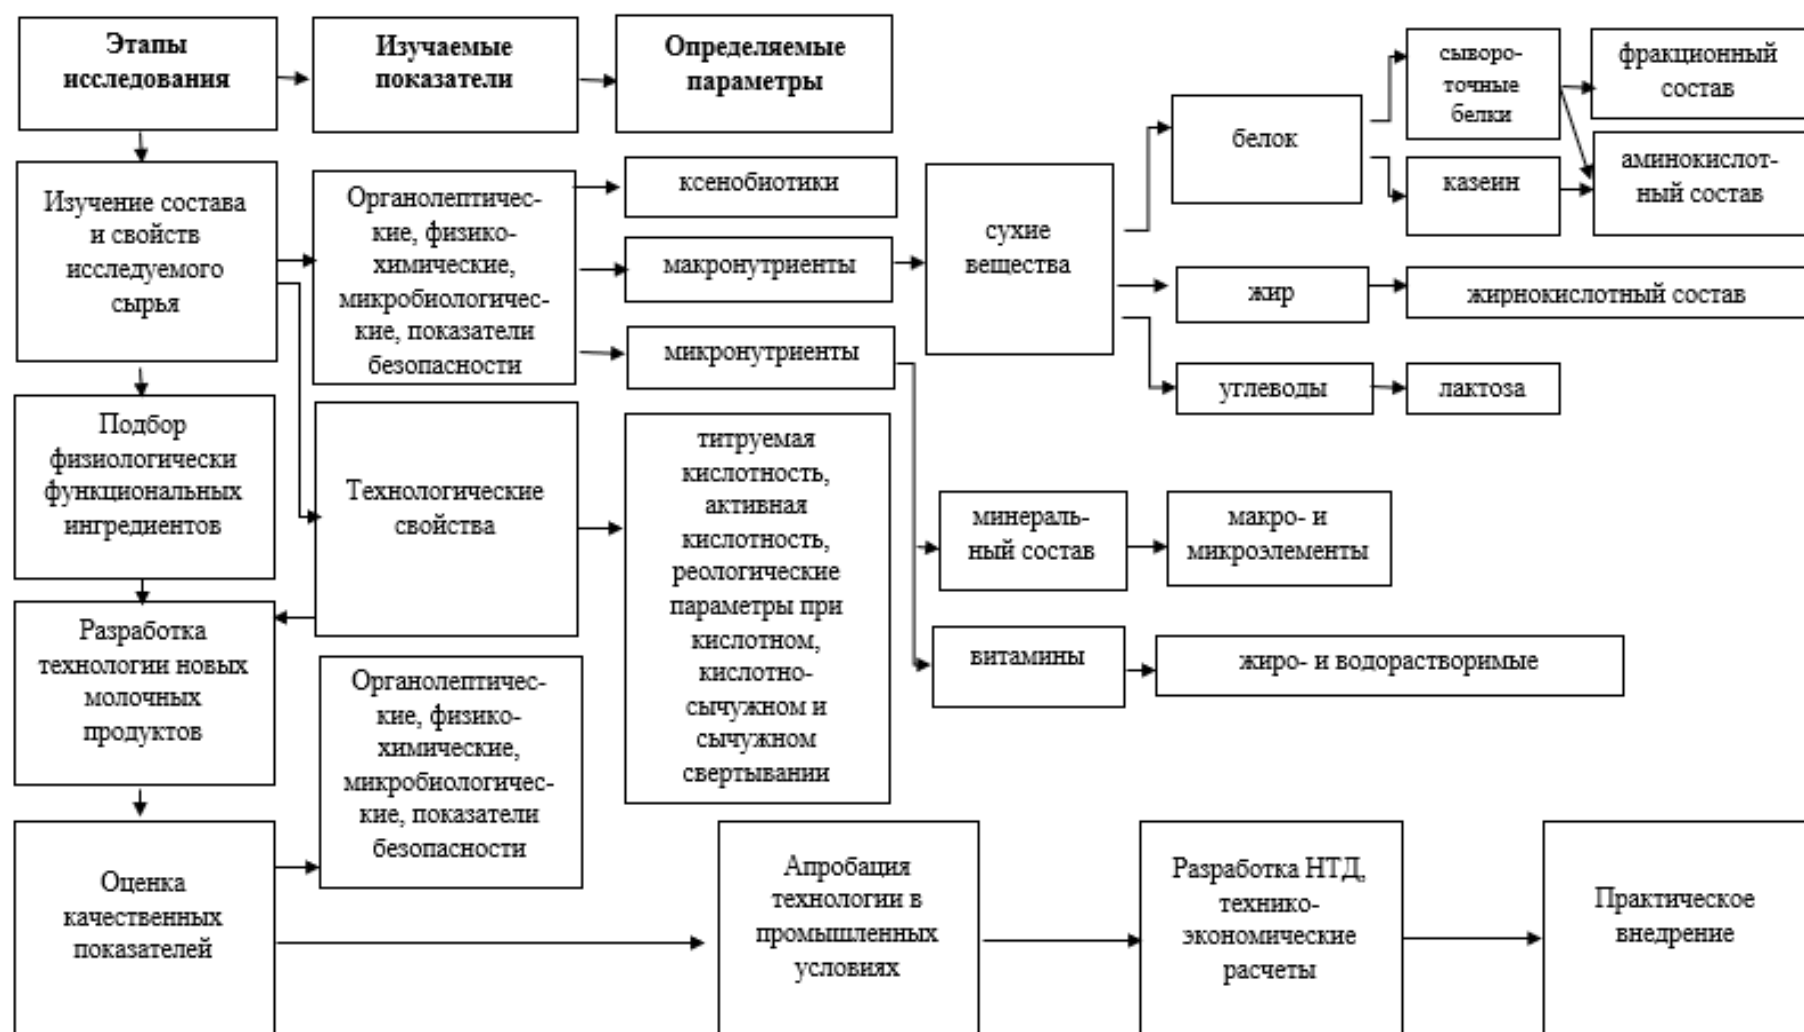 Этапы
исследования
Изучаемые
показатели
Определяемые
параметры
сыворо-
точные
белки
фракционный
состав
белок
аминокислот-
ный состав
казеин
Изучение состава
и свойств
исследуемого
сырья
Органолептичес-
кие, физико-
химические,
микробиологичес-
кие, показатели
безопасности
ксенобиотики
макронутриенты
микронутриенты
сухие
вещества
жир
жирнокислотный состав
углеводы
лактоза
Подбор
физиологически
функциональных
ингредиентов
Технологические
свойства
титруемая
кислотность,
активная
кислотность,
реологические
параметры при
кислотном,
кислотно-
сычужном и
сычужном
свертывании
минераль-
ный состав
макро- и
микроэлементы
витамины
жиро- и водорастворимые
Разработка
технологии новых
молочных
продуктов
Органолептичес-
кие, физико-
химические,
микробиологичес-
кие, показатели
безопасности
Оценка
качественных
показателей
Апробация
технологии в
промышленных
условиях
Разработка НТД,
технико-
экономические
расчеты
Практическое
внедрение